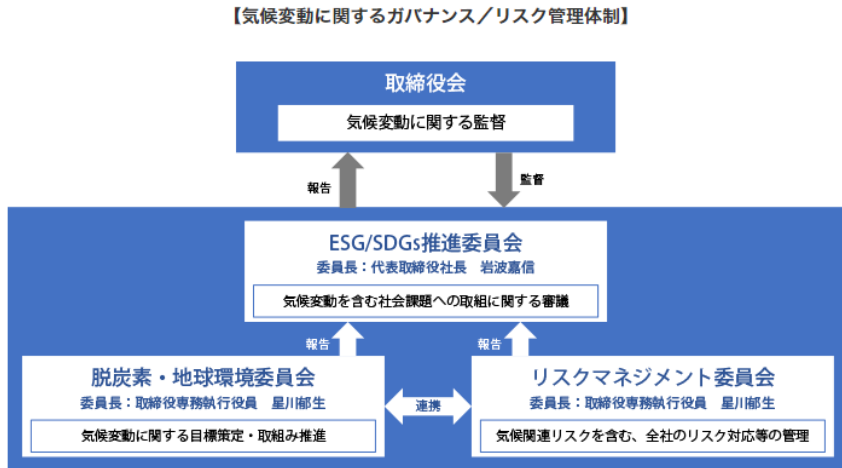 【気候変動に関するガバナンス／リスク管理体制】
取締役会
気候変動に関する監督
報告
監督
ESG/SDGs推進委員会
委員長：代表取締役社長　岩波嘉信
気候変動を含む社会課題への取組に関する審議
報告
報告
脱炭素・地球環境委員会
委員長：取締役専務執行役員　星川郁生
気候変動に関する目標策定・取組み推進
連携
リスクマネジメント委員会
委員長：取締役専務執行役員　星川郁生
気候関連リスクを含む、全社のリスク対応等の管理